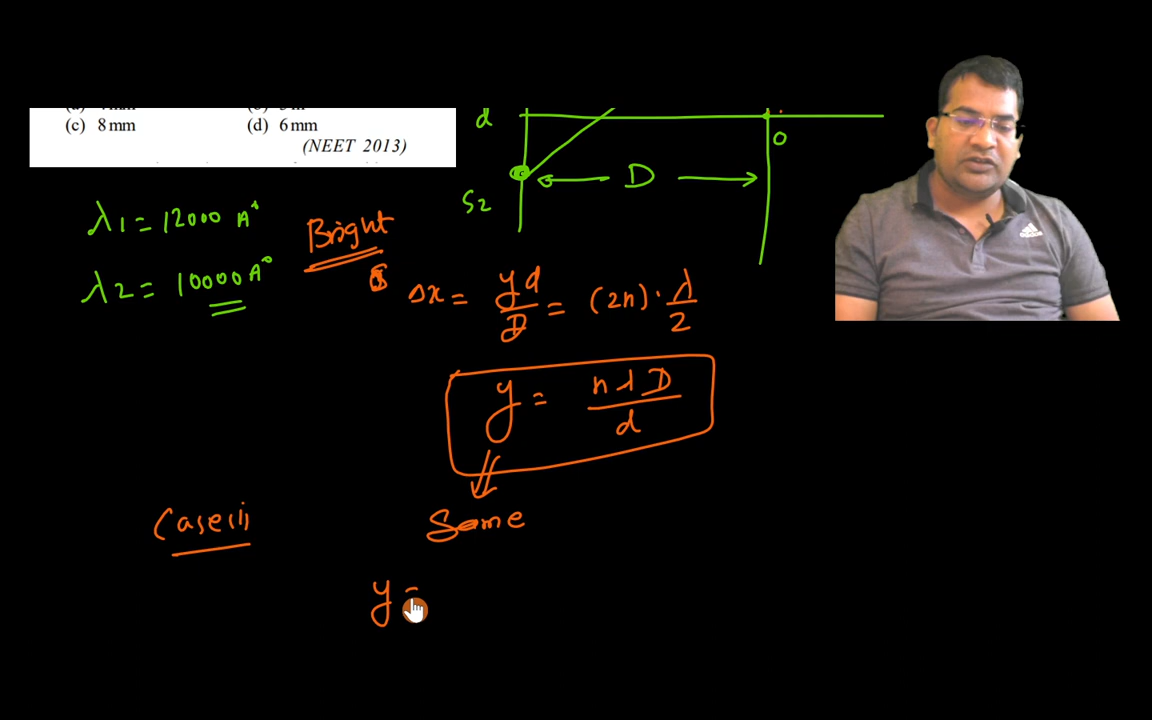 (c) 8 mm (d) 6 mm
(NEET 2013)
d
O
D
S2
λ1 = 12000 A°
λ2 = 10000 A°
Bright
Δx = yd/D = (2n) · λ/2
y = nλD/d
Case(i)
Same
y =
adidas